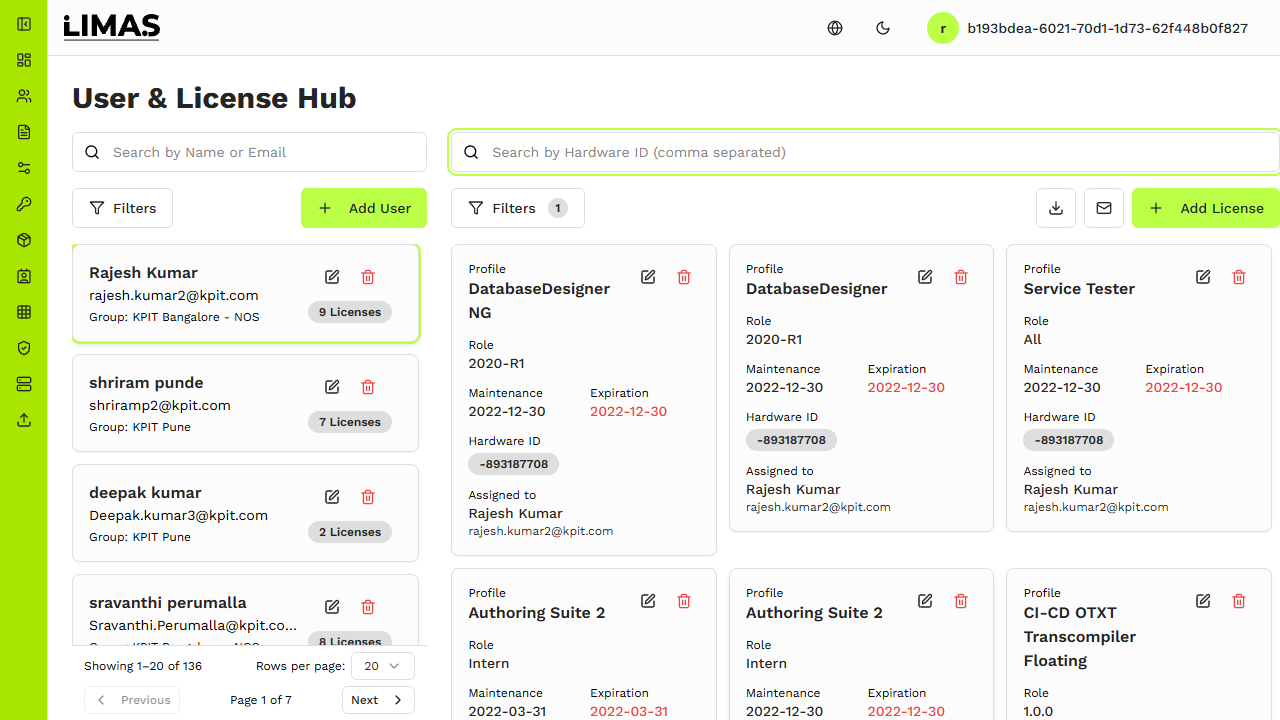 LIMAS
r
b193bdea-6021-70d1-1d73-62f448b0f827
User & License Hub
Search by Name or Email
Filters
Add User
Rajesh Kumar
rajesh.kumar2@kpit.com
Group: KPIT Bangalore - NOS
9 Licenses
shriram punde
shriramp2@kpit.com
Group: KPIT Pune
7 Licenses
deepak kumar
Deepak.kumar3@kpit.com
Group: KPIT Pune
2 Licenses
sravanthi perumalla
Sravanthi.Perumalla@kpit.co...
8 Licenses
Showing 1–20 of 136
Rows per page:
20
Previous
Page 1 of 7
Next
Search by Hardware ID (comma separated)
Filters
1
Add License
Profile
DatabaseDesigner
NG
Role
2020-R1
Maintenance
2022-12-30
Expiration
2022-12-30
Hardware ID
-893187708
Assigned to
Rajesh Kumar
rajesh.kumar2@kpit.com
Profile
DatabaseDesigner
Role
2020-R1
Maintenance
2022-12-30
Expiration
2022-12-30
Hardware ID
-893187708
Assigned to
Rajesh Kumar
rajesh.kumar2@kpit.com
Profile
Service Tester
Role
All
Maintenance
2022-12-30
Expiration
2022-12-30
Hardware ID
-893187708
Assigned to
Rajesh Kumar
rajesh.kumar2@kpit.com
Profile
Authoring Suite 2
Role
Intern
Maintenance
2022-03-31
Expiration
2022-03-31
Profile
Authoring Suite 2
Role
Intern
Maintenance
2022-12-30
Expiration
2022-12-30
Profile
CI-CD OTXT
Transcompiler
Floating
Role
1.0.0